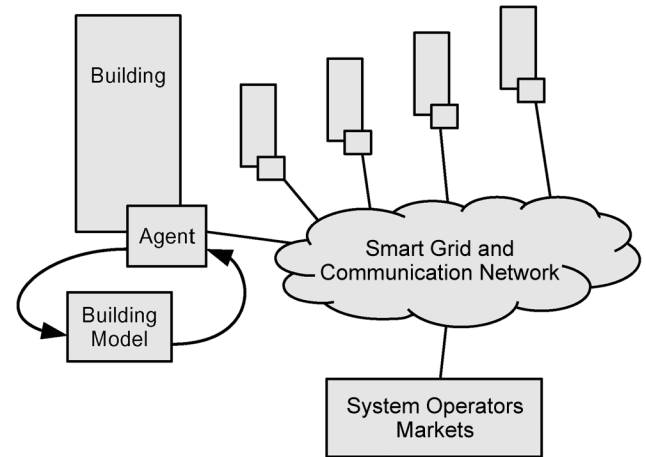 Building
Agent
Building
Model
Smart Grid and
Communication Network
System Operators
Markets